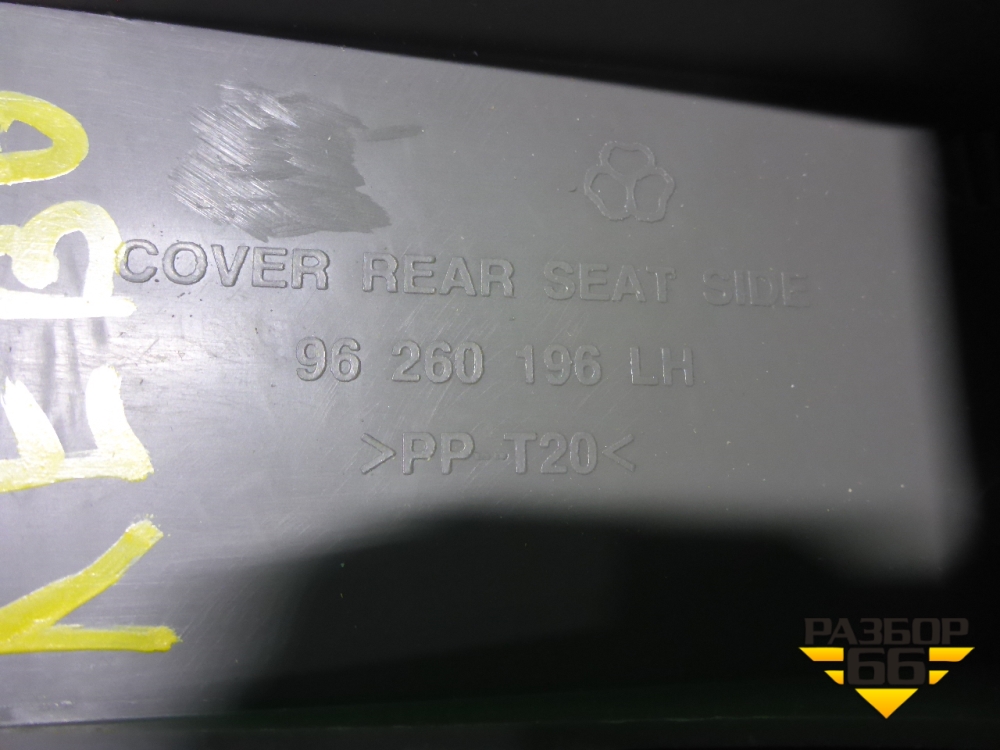 COVER REAR SEAT SIDE
96 260 196 LH
>PP-T20<
РАЗБОР
66